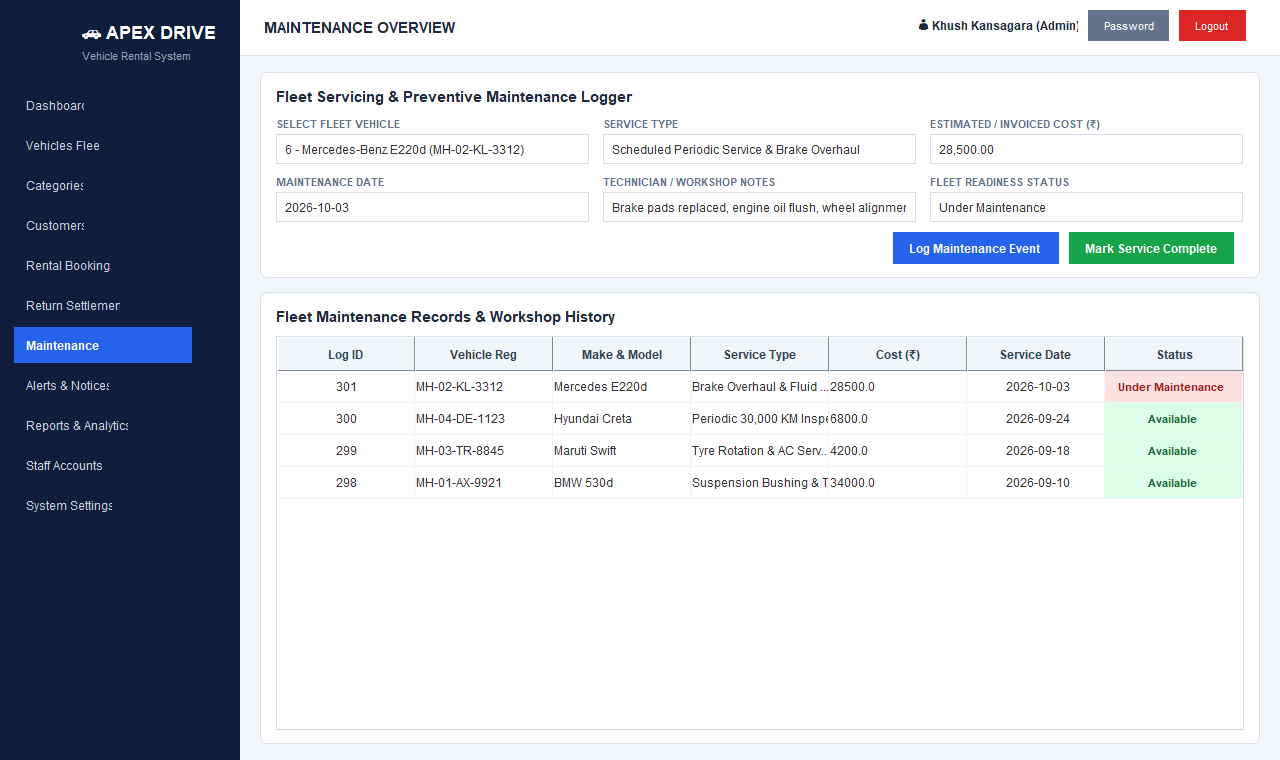 APEX DRIVE
Vehicle Rental System
MAINTENANCE OVERVIEW
Khush Kansagara (Admin)
Password
Logout
Dashboard
Vehicles Flee
Categories
Customers
Rental Booking
Return Settlemen
Maintenance
Alerts & Notices
Reports & Analytics
Staff Accounts
System Settings
Fleet Servicing & Preventive Maintenance Logger
SELECT FLEET VEHICLE SERVICE TYPE ESTIMATED / INVOICED COST (₹)
6 - Mercedes-Benz E220d (MH-02-KL-3312) Scheduled Periodic Service & Brake Overhaul 28,500.00
MAINTENANCE DATE TECHNICIAN / WORKSHOP NOTES FLEET READINESS STATUS
2026-10-03 Brake pads replaced, engine oil flush, wheel alignmer Under Maintenance
Log Maintenance Event Mark Service Complete
Fleet Maintenance Records & Workshop History
Log ID Vehicle Reg Make & Model Service Type Cost (₹) Service Date Status
301 MH-02-KL-3312 Mercedes E220d Brake Overhaul & Fluid ... 28500.0 2026-10-03 Under Maintenance
300 MH-04-DE-1123 Hyundai Creta Periodic 30,000 KM Inspe 6800.0 2026-09-24 Available
299 MH-03-TR-8845 Maruti Swift Tyre Rotation & AC Serv... 4200.0 2026-09-18 Available
298 MH-01-AX-9921 BMW 530d Suspension Bushing & T 34000.0 2026-09-10 Available